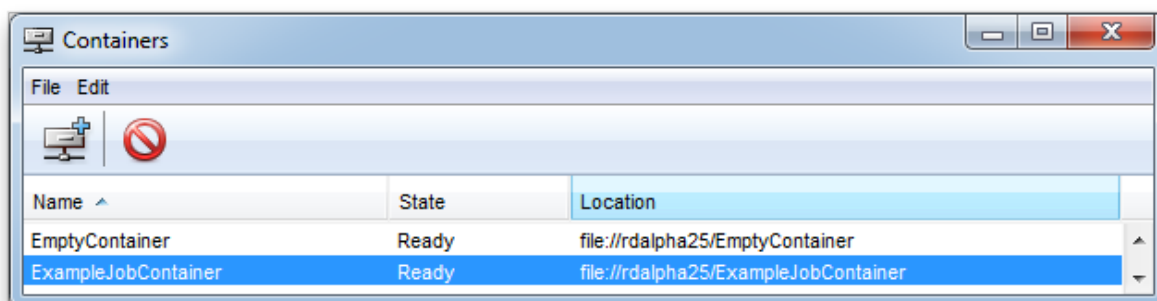 Containers
File Edit
Name State Location
EmptyContainer Ready file://rdalpha25/EmptyContainer
ExampleJobContainer Ready file://rdalpha25/ExampleJobContainer